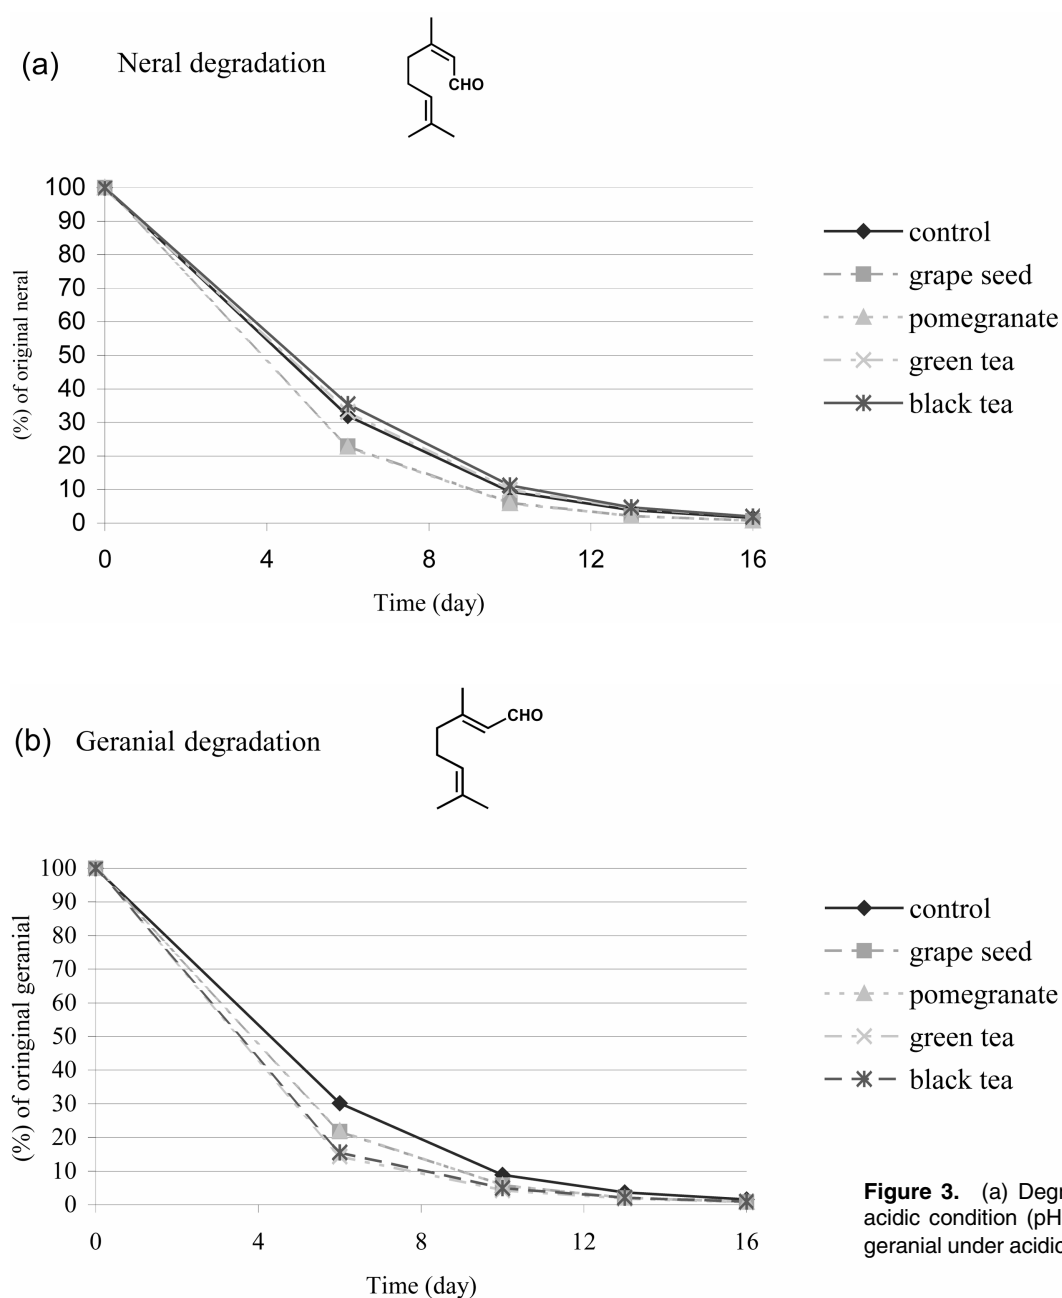 (a) Neral degradation
CHO
100
90
80
70
60
50
40
30
20
10
0
(%) of original neral
0 4 8 12 16
Time (day)
control
grape seed
pomegranate
green tea
black tea
(b) Geranial degradation
CHO
100
90
80
70
60
50
40
30
20
10
0
(%) of oringinal geranial
0 4 8 12 16
Time (day)
control
grape seed
pomegranate
green tea
black tea
Figure 3. (a) Degr
acidic condition (pH
geranial under acidic